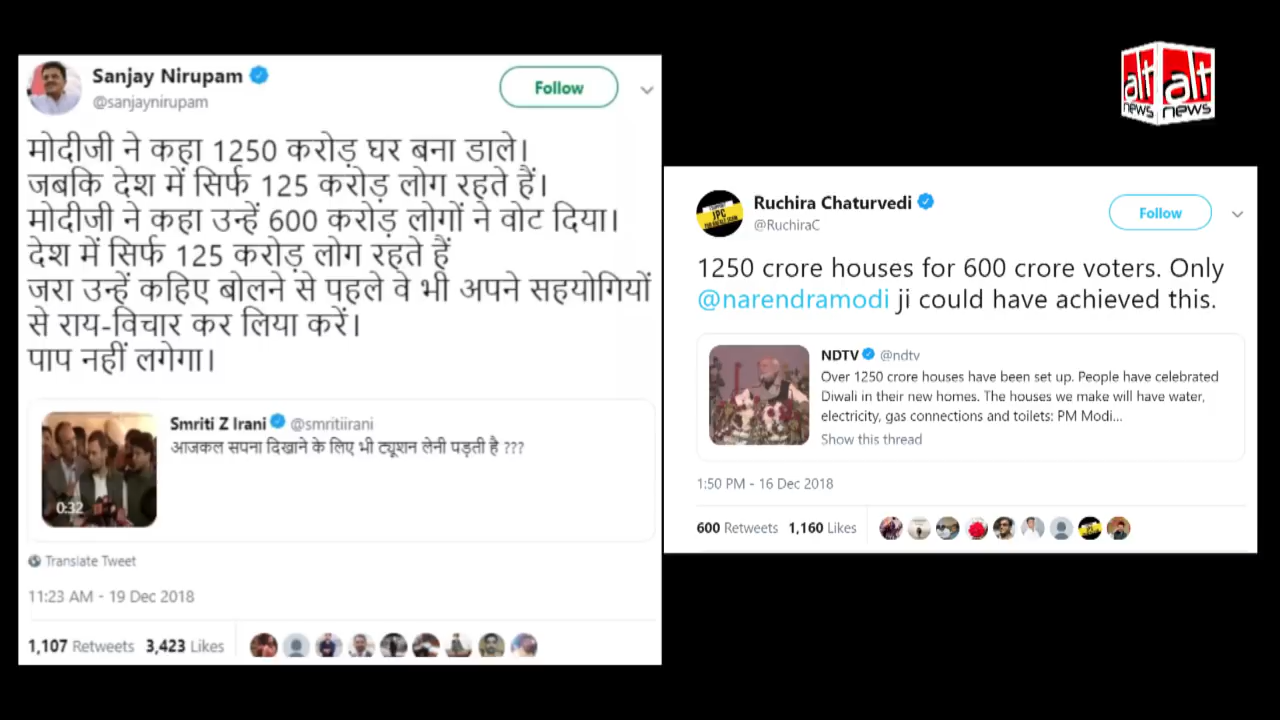 Sanjay Nirupam
@sanjaynirupam
Follow
मोदीजी ने कहा 1250 करोड़ घर बना डाले।
जबकि देश में सिर्फ 125 करोड़ लोग रहते हैं।
मोदीजी ने कहा उन्हें 600 करोड़ लोगों ने वोट दिया।
देश में सिर्फ 125 करोड़ लोग रहते हैं
जरा उन्हें कहिए बोलने से पहले वे भी अपने सहयोगियों
से राय-विचार कर लिया करें।
पाप नहीं लगेगा।
Smriti Z Irani @smritiirani
आजकल सपना दिखाने के लिए भी ट्यूशन लेनी पड़ती है ???
0:32
Translate Tweet
11:23 AM - 19 Dec 2018
1,107 Retweets 3,423 Likes
alt news alt news
Ruchira Chaturvedi
@RuchiraC
Follow
JPC
1250 crore houses for 600 crore voters. Only
@narendramodi ji could have achieved this.
NDTV @ndtv
Over 1250 crore houses have been set up. People have celebrated
Diwali in their new homes. The houses we make will have water,
electricity, gas connections and toilets: PM Modi...
Show this thread
1:50 PM - 16 Dec 2018
600 Retweets 1,160 Likes